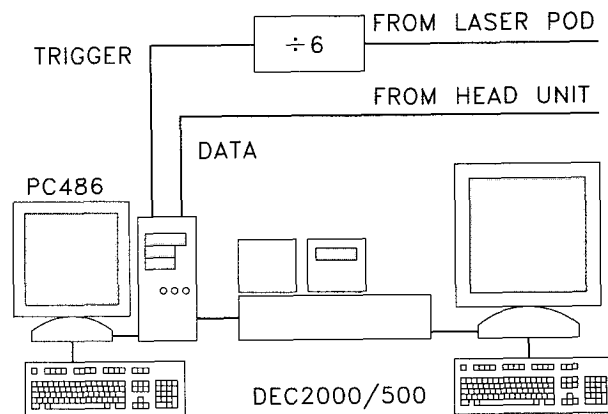 FROM LASER POD
÷6
TRIGGER
FROM HEAD UNIT
DATA
PC486
DEC2000/500